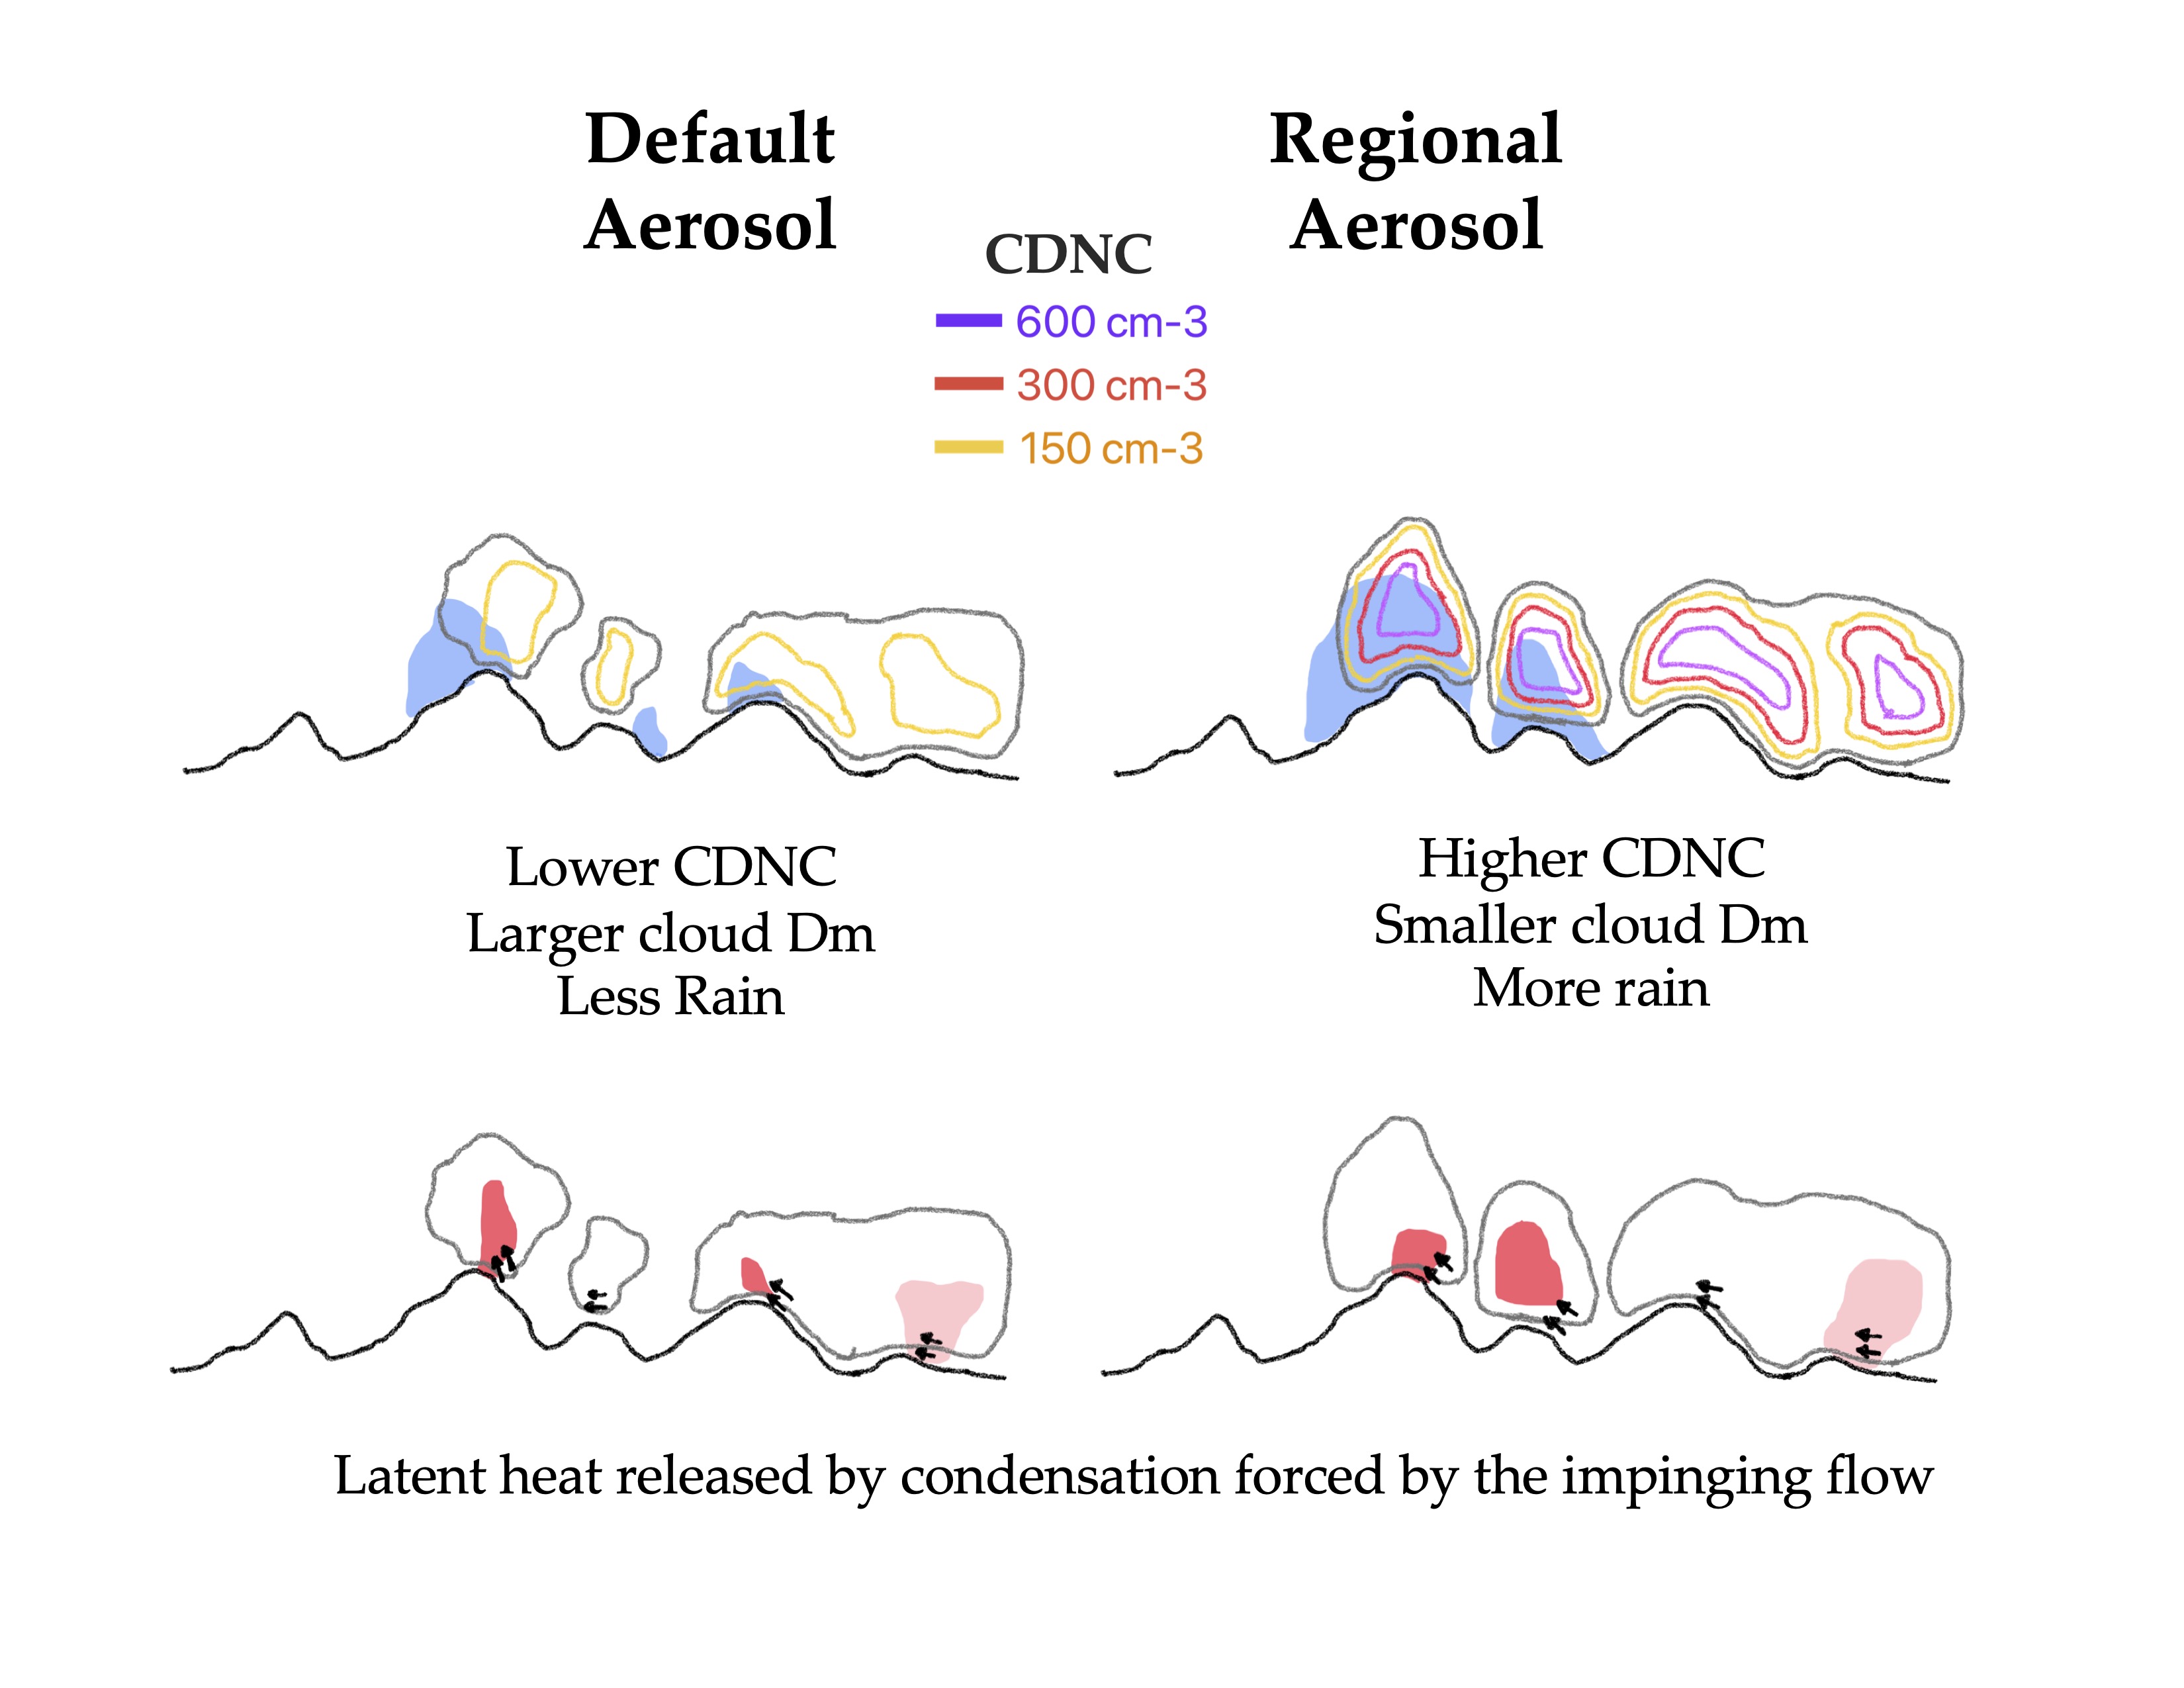 Default
Aerosol
Regional
Aerosol
CDNC
600 cm-3
300 cm-3
150 cm-3
Lower CDNC
Larger cloud Dm
Less Rain
Higher CDNC
Smaller cloud Dm
More rain
Latent heat released by condensation forced by the impinging flow